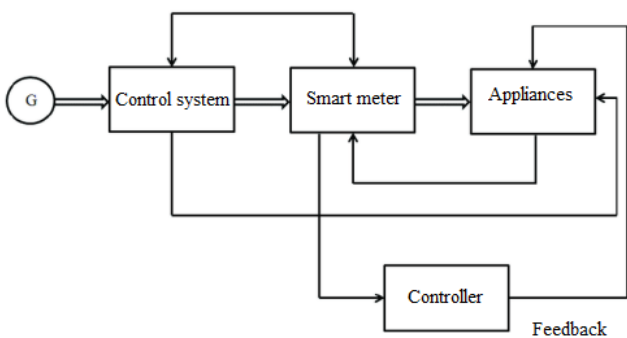 G
Control system
Smart meter
Appliances
Controller
Feedback